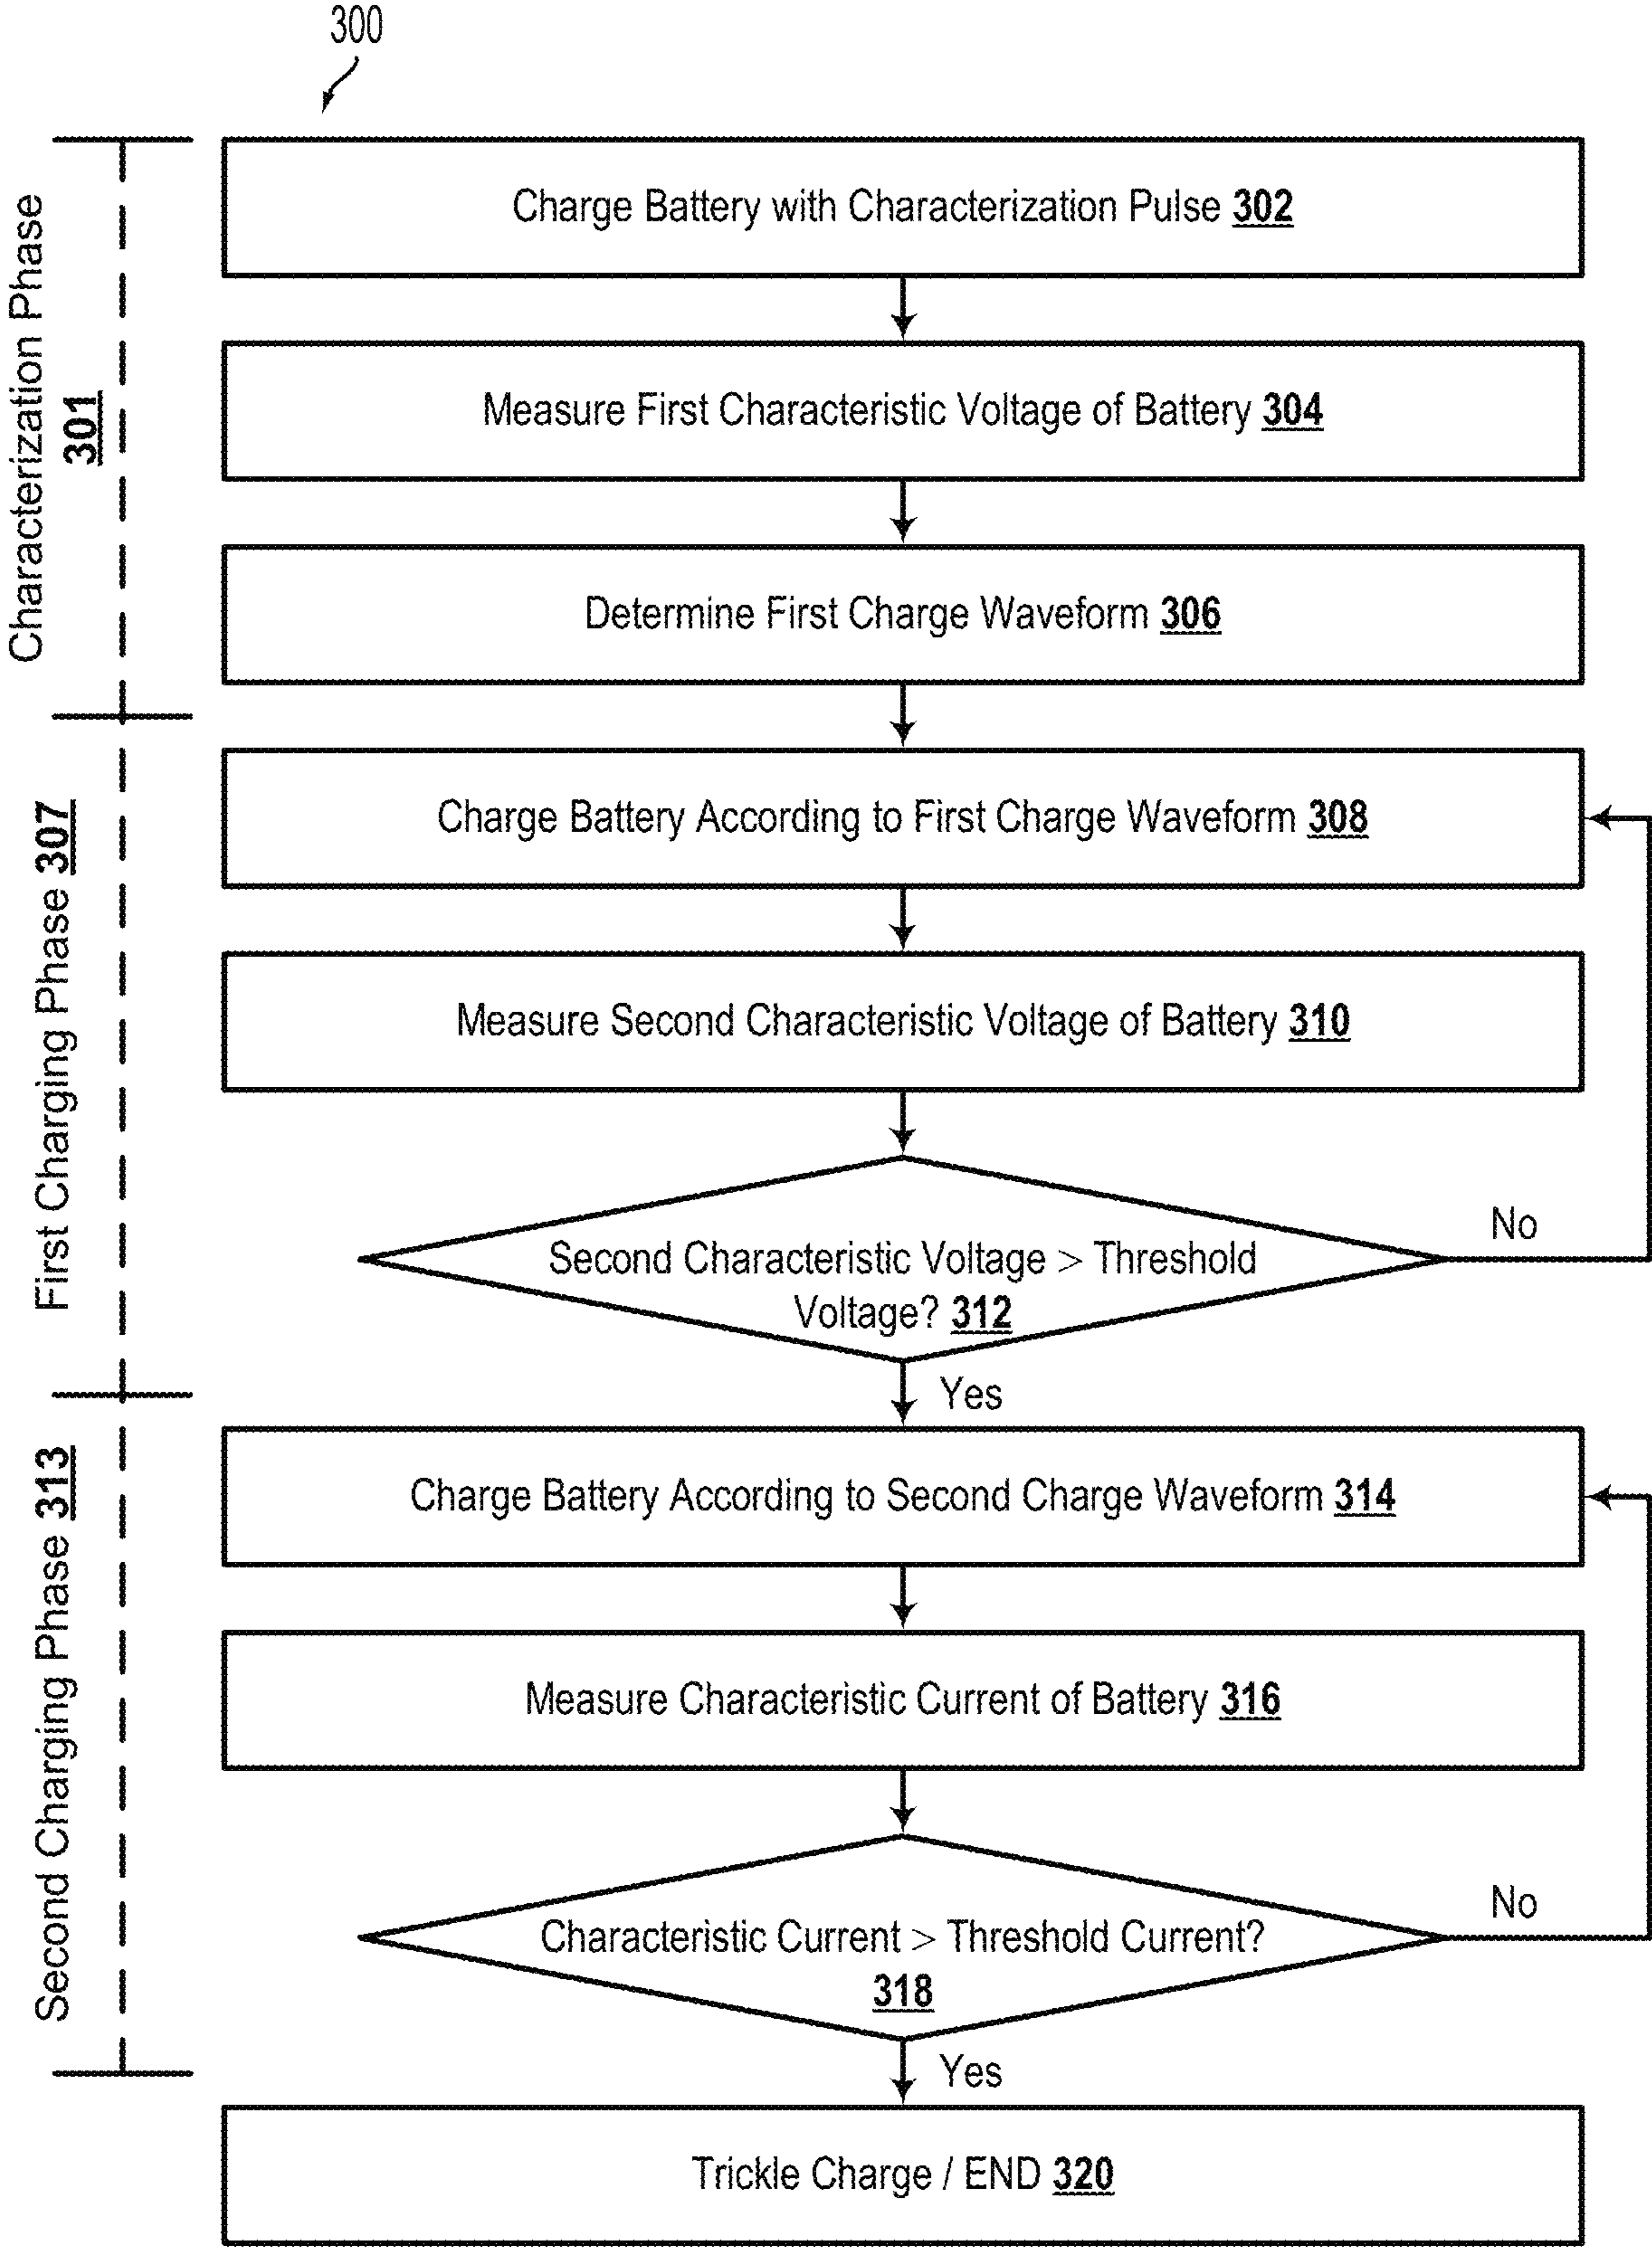 300
Characterization Phase
301
Charge Battery with Characterization Pulse 302
Measure First Characteristic Voltage of Battery 304
Determine First Charge Waveform 306
First Charging Phase 307
Charge Battery According to First Charge Waveform 308
Measure Second Characteristic Voltage of Battery 310
Second Characteristic Voltage > Threshold
Voltage? 312
No
Yes
Second Charging Phase 313
Charge Battery According to Second Charge Waveform 314
Measure Characteristic Current of Battery 316
Characteristic Current > Threshold Current?
318
No
Yes
Trickle Charge / END 320